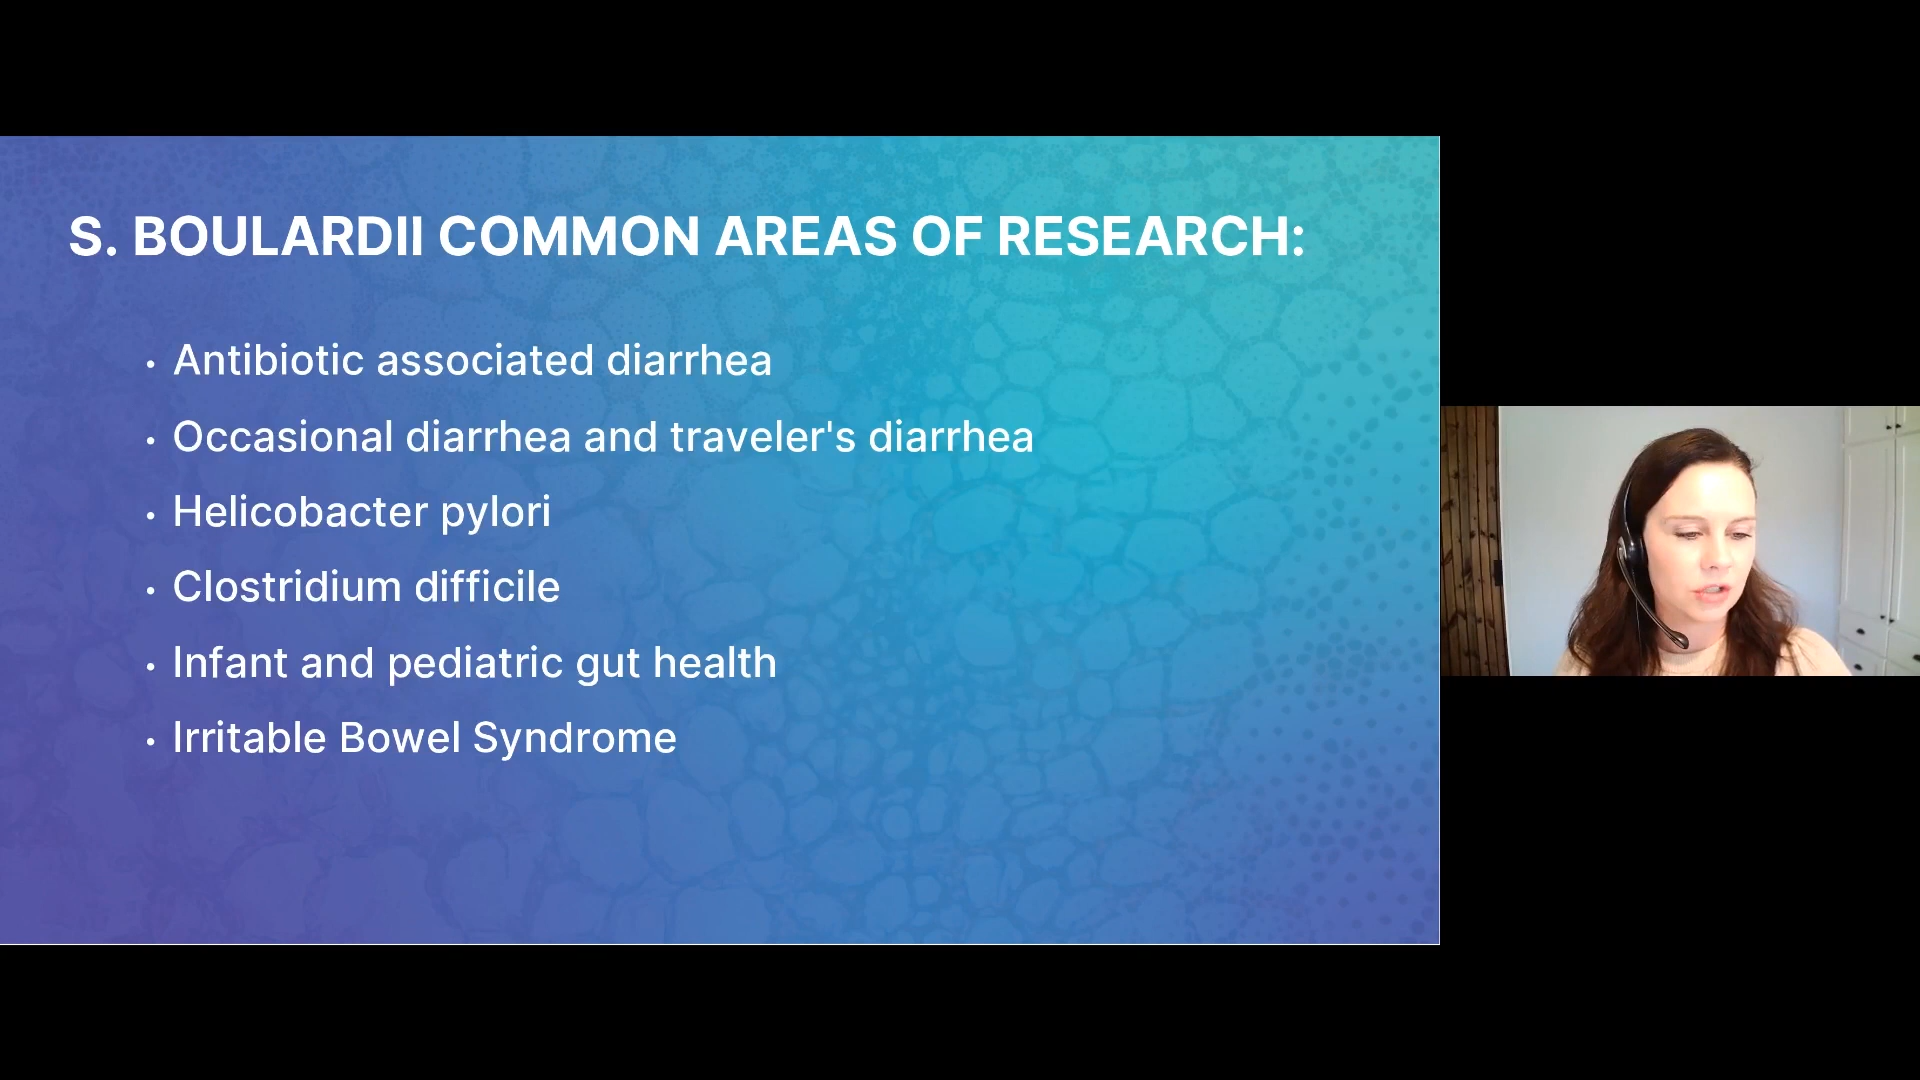 S. BOULARDII COMMON AREAS OF RESEARCH:
• Antibiotic associated diarrhea
• Occasional diarrhea and traveler's diarrhea
• Helicobacter pylori
• Clostridium difficile
• Infant and pediatric gut health
• Irritable Bowel Syndrome